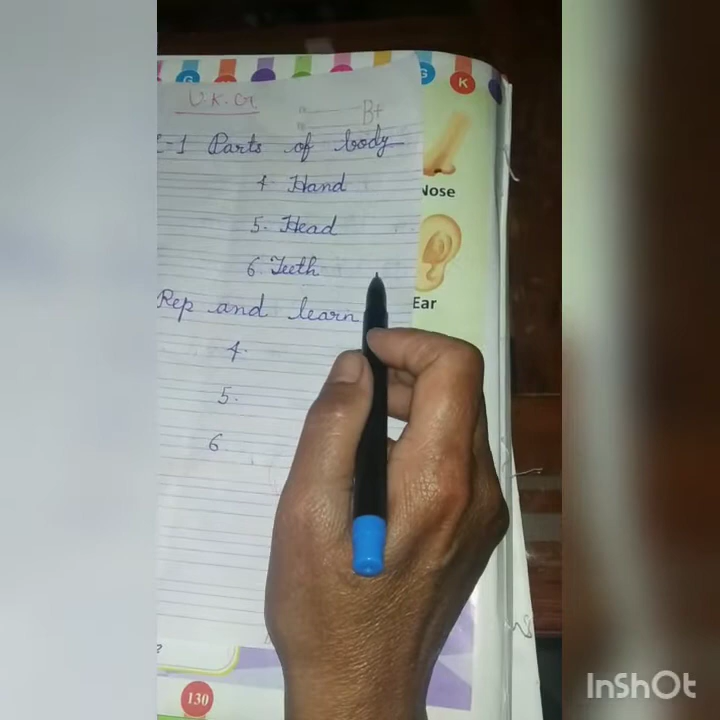 G K
U.K.G
B+
L-1 Parts of body
4. Hand
Nose
5. Head
6. Teeth
Ear
Rep and learn
4.
5.
6.
?
130
InShOt